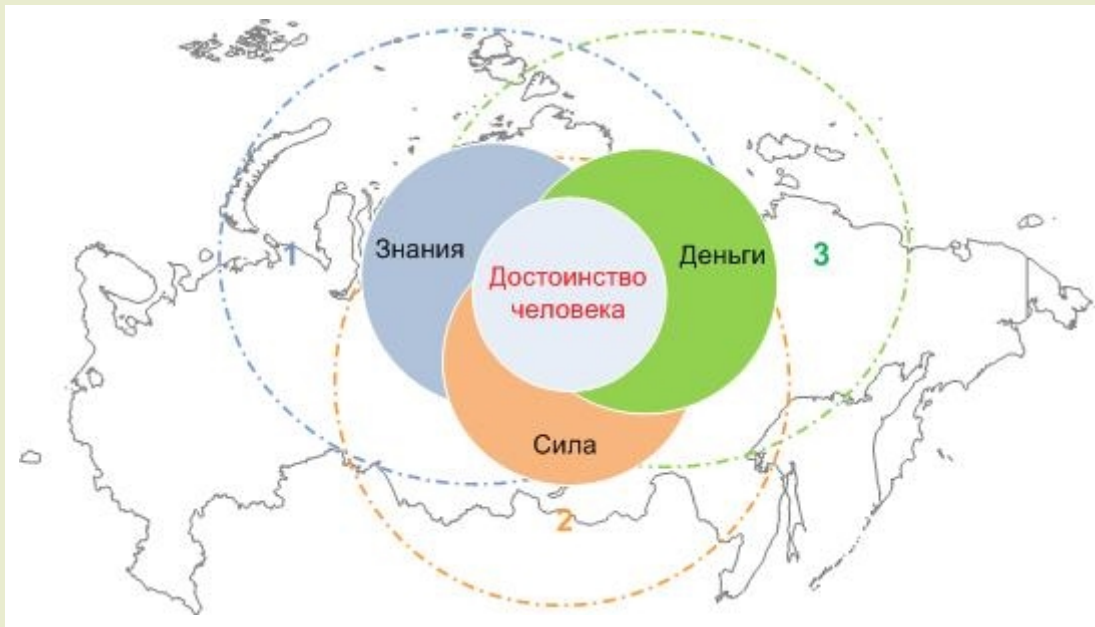 1
Знания
Деньги
3
Достоинство
человека
Сила
2